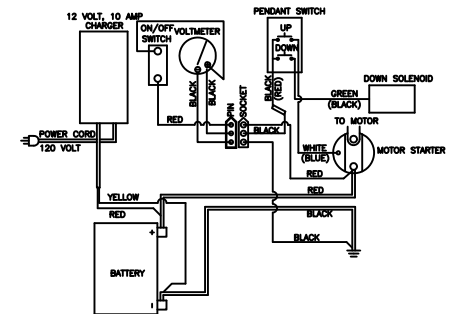 12 VOLT, 10 AMP
CHARGER
ON/OFF
SWITCH
VOLTMETER
PENDANT SWITCH
UP
DOWN
BLACK
BLACK
BLACK
(RED)
GREEN
(BLACK)
DOWN SOLENOID
PIN
SOCKET
RED
BLACK
TO MOTOR
WHITE
(BLUE)
MOTOR STARTER
POWER CORD
120 VOLT
RED
YELLOW
RED
RED
BLACK
BLACK
+
BATTERY
-